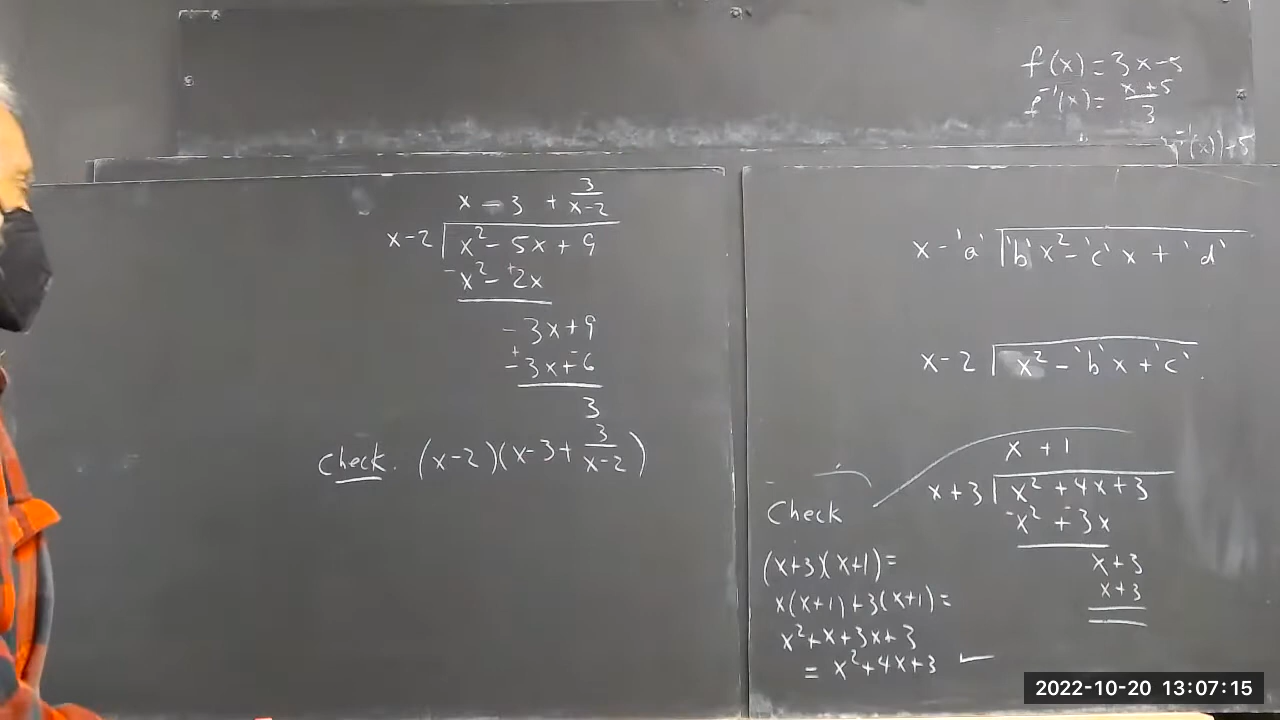 f(x) = 3x-5
f⁻¹(x) = (x+5)/3
⁻¹(x))+5
x - 3 + 3/(x-2)
x-2 | x² - 5x + 9
- x² - + 2x
- 3x + 9
+ - 3x + - 6
3
Check. (x-2)(x-3+ 3/(x-2))
x - 'a' | 'b' x² - 'c' x + 'd'
x - 2 | x² - 'b' x + 'c'
x + 1
x + 3 | x² + 4x + 3
- x² + - 3x
x + 3
x + 3
Check
(x+3)(x+1) =
x(x+1) + 3(x+1) =
x² + x + 3x + 3
= x² + 4x + 3 ✓
2022-10-20 13:07:15